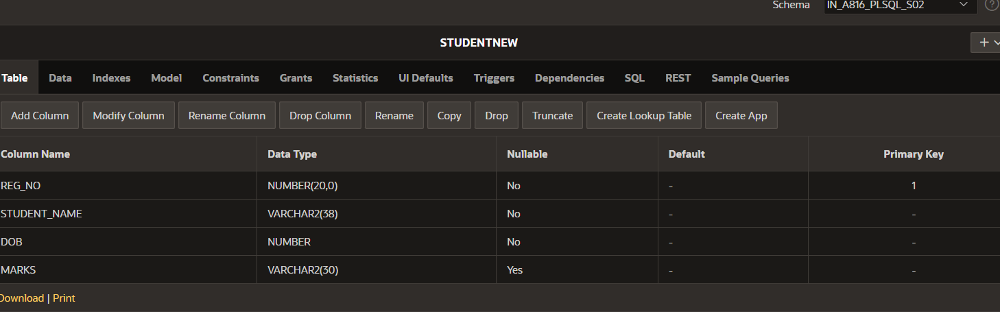 Schema IN_A816_PLSQL_S02 ?
STUDENTNEW
+
Table Data Indexes Model Constraints Grants Statistics UI Defaults Triggers Dependencies SQL REST Sample Queries
Add Column Modify Column Rename Column Drop Column Rename Copy Drop Truncate Create Lookup Table Create App
Column Name Data Type Nullable Default Primary Key
REG_NO NUMBER(20,0) No - 1
STUDENT_NAME VARCHAR2(38) No - -
DOB NUMBER No - -
MARKS VARCHAR2(30) Yes - -
Download | Print